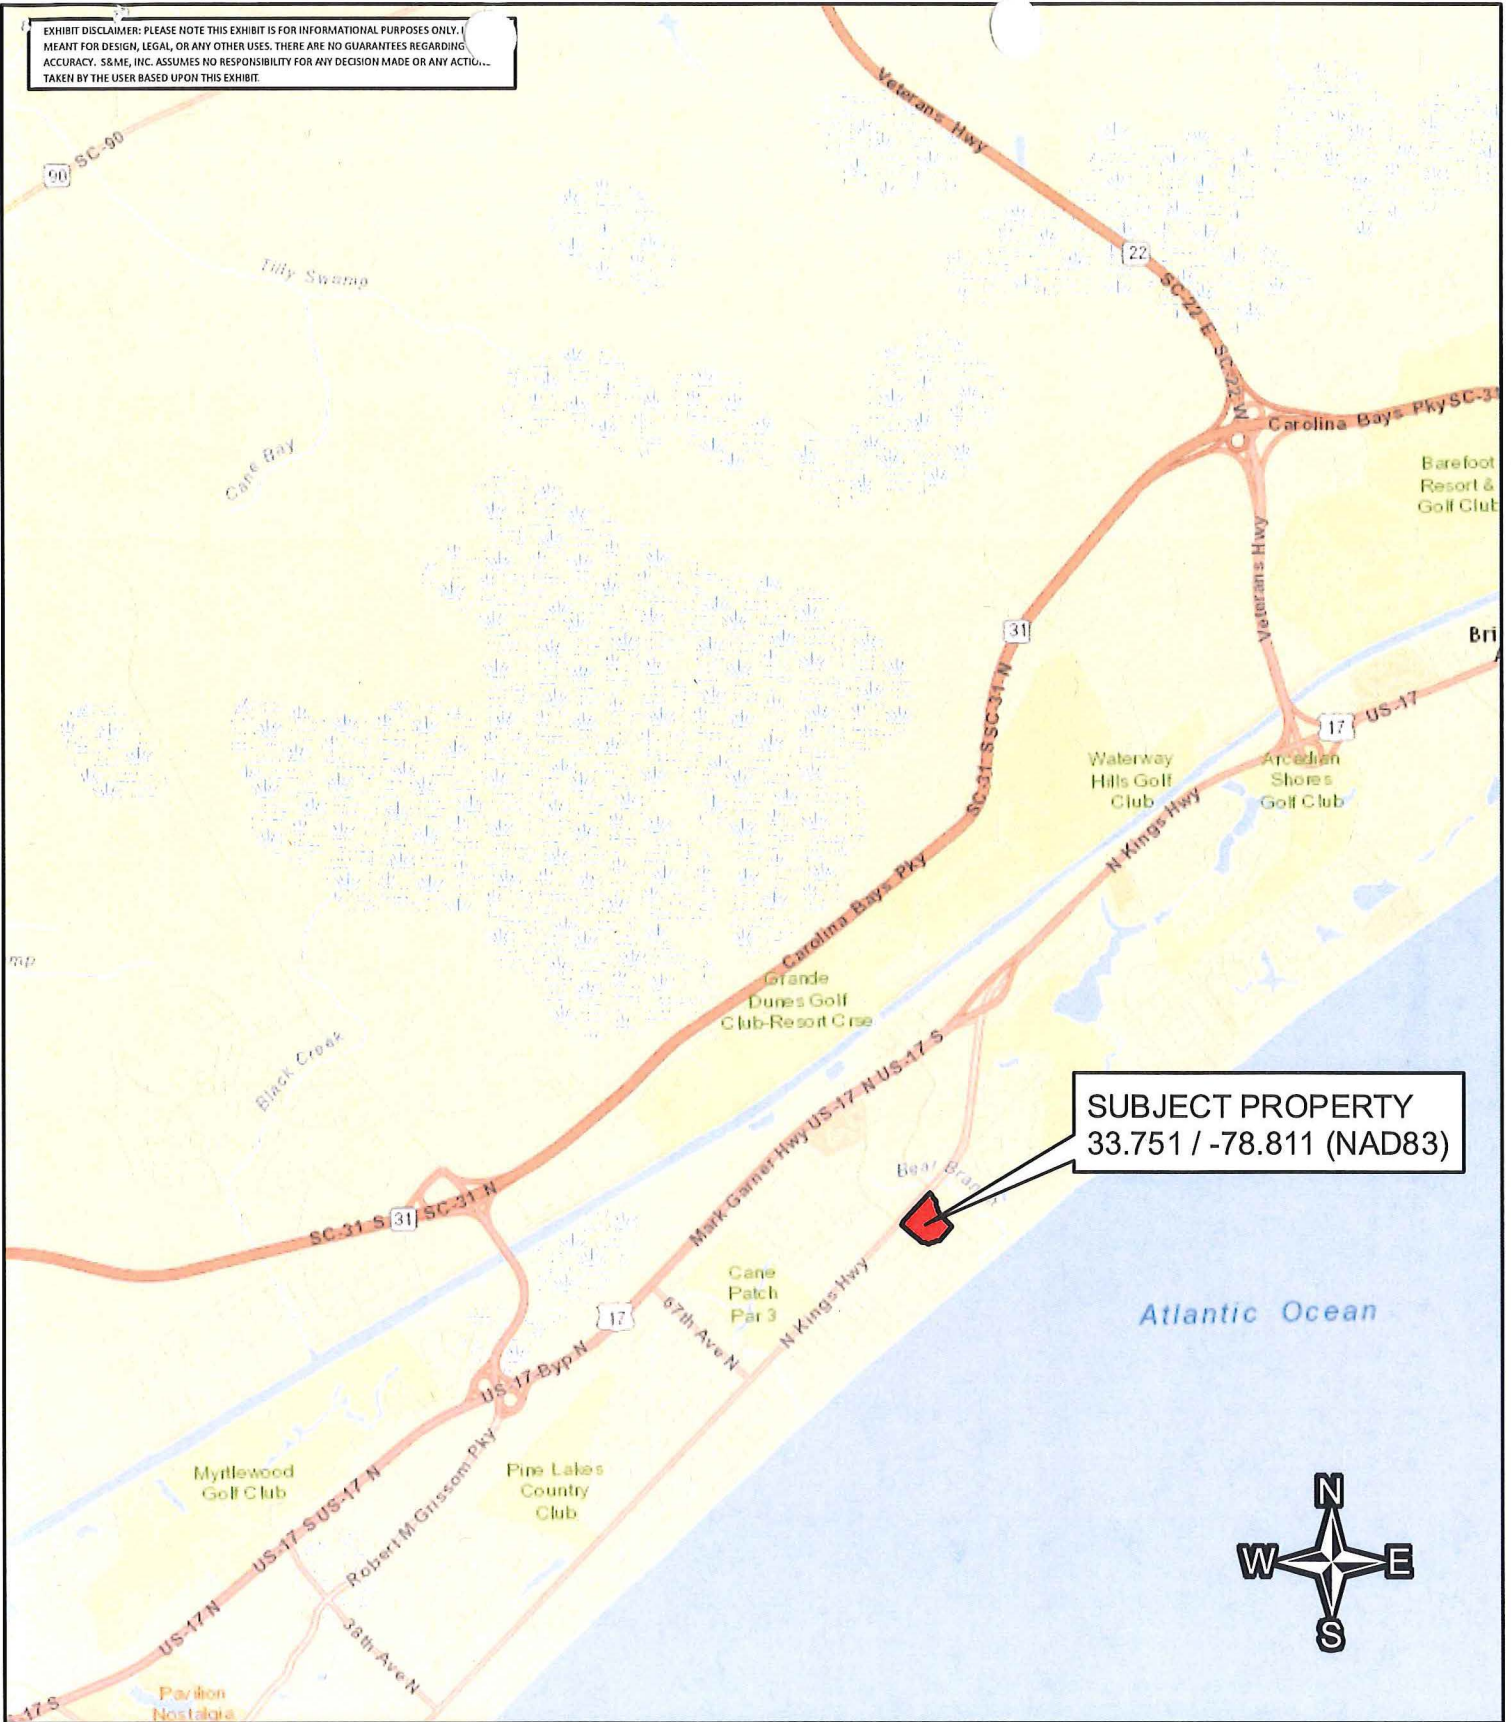 EXHIBIT DISCLAIMER: PLEASE NOTE THIS EXHIBIT IS FOR INFORMATIONAL PURPOSES ONLY.
MEANT FOR DESIGN, LEGAL, OR ANY OTHER USES. THERE ARE NO GUARANTEES REGARDING
ACCURACY. S&ME, INC. ASSUMES NO RESPONSIBILITY FOR ANY DECISION MADE OR ANY
TAKEN BY THE USER BASED UPON THIS EXHIBIT.
Veterans Hwy
SC-90
90
22
Tilly Swamp
SC-22 E SC-22 W
Carolina Bays Pky SC-31
Cane Bay
Barefoot
Resort &
Golf Club
Veterans Hwy
31
Bri
SC-31 S SC-31 N
17
US-17
Waterway
Hills Golf
Club
Arcadian
Shores
Golf Club
N Kings Hwy
Carolina Bays Pky
mp
Grande
Dunes Golf
Club-Resort Crse
Black Creek
Mark Garner Hwy US-17 N US-17 S
SUBJECT PROPERTY
33.751 / -78.811 (NAD83)
Bear Branch
SC-31 S
31
SC-31 N
Cane
Patch
Par 3
17
67th Ave N
N Kings Hwy
Atlantic Ocean
US-17 Byp N
Myrtlewood
Golf Club
Pine Lakes
Country
Club
US-17 S US-17 N
Robert M Grissom Pky
N
W
E
S
US-17 N
38th Ave N
Pavilion
Nostalgia
-17 S